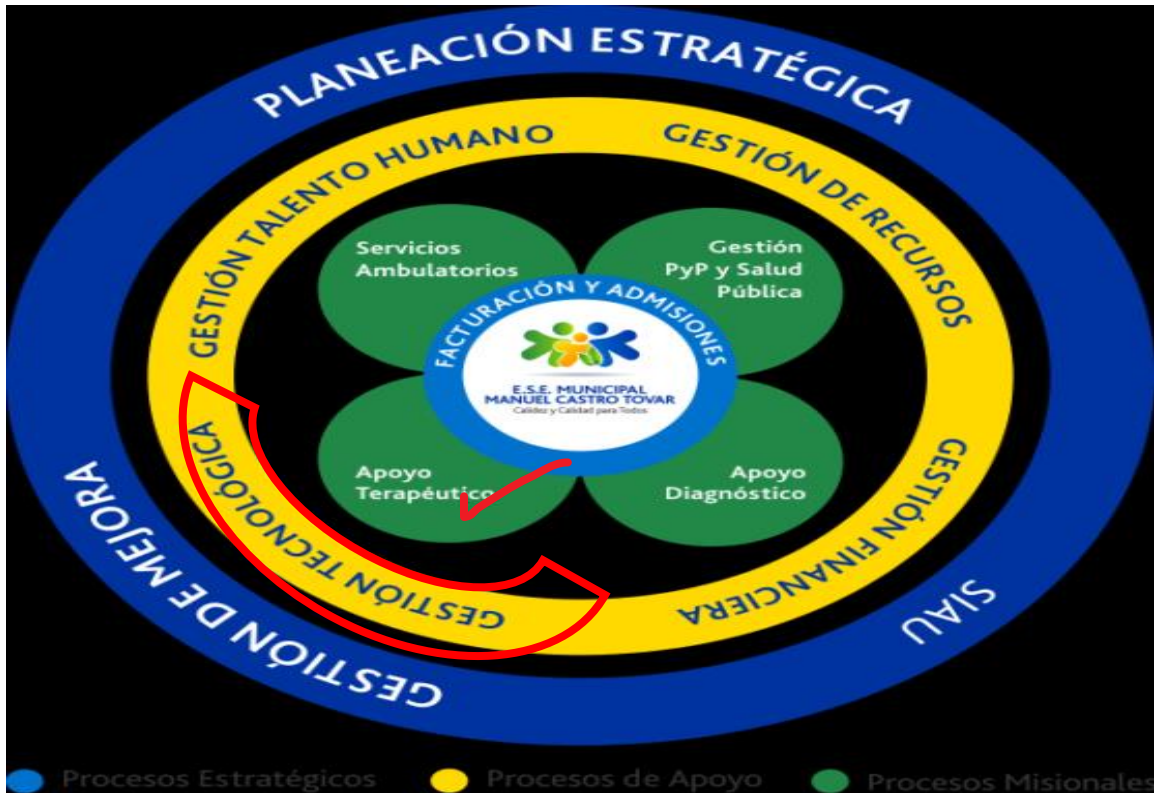 PLANEACIÓN ESTRATÉGICA
GESTIÓN TALENTO HUMANO
GESTIÓN DE RECURSOS
Servicios
Ambulatorios
Gestión
PyP y Salud
Pública
FACTURACIÓN Y ADMISIONES
E.S.E. MUNICIPAL
MANUEL CASTRO TOVAR
Calidez y Calidad para Todos
Apoyo
Terapéutico
Apoyo
Diagnóstico
GESTIÓN TECNOLÓGICA
GESTIÓN FINANCIERA
GESTIÓN DE MEJORA
SIAU
Procesos Estratégicos
Procesos de Apoyo
Procesos Misionales